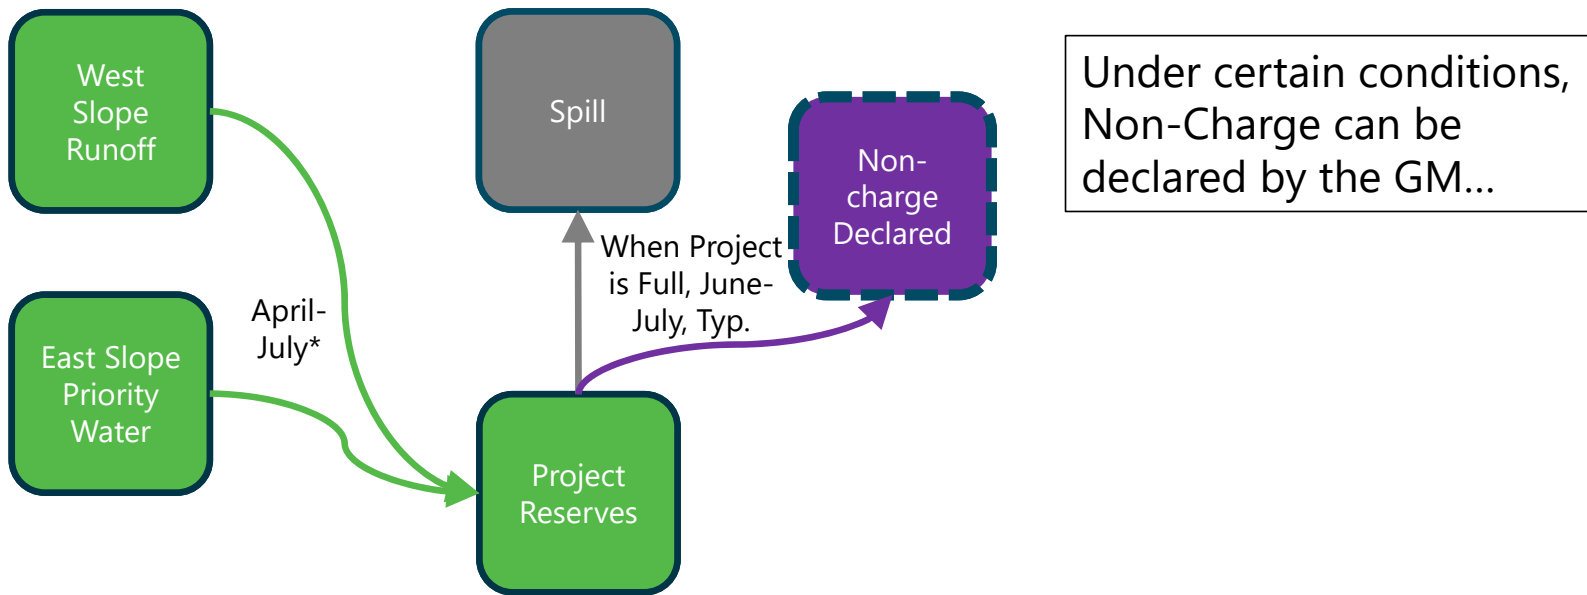 West
Slope
Runoff
Spill
Non-
charge
Declared
Under certain conditions,
Non-Charge can be
declared by the GM...
When Project
is Full, June-
July, Typ.
April-
July*
East Slope
Priority
Water
Project
Reserves